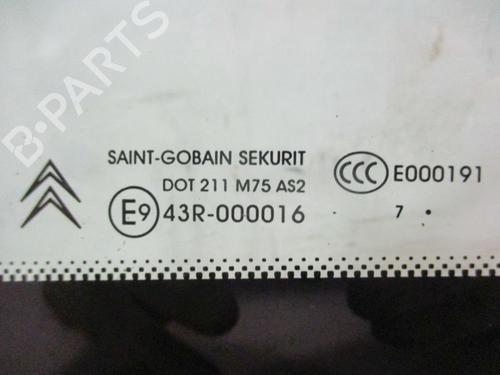 B-PARTS
SAINT-GOBAIN SEKURIT
DOT 211 M75 AS2
E9 43R-000016
CCC E000191
7 •